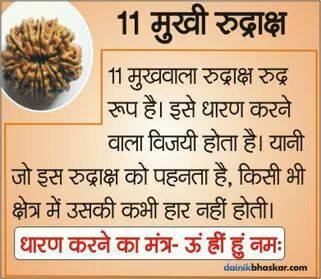 11 मुखी रुद्राक्ष
11 मुखवाला रुद्राक्ष रुद्र
रूप है। इसे धारण करने
वाला विजयी होता है। यानी
जो इस रुद्राक्ष को पहनता है, किसी भी
क्षेत्र में उसकी कभी हार नहीं होती।
धारण करने का मंत्र- ऊं ह्रीं हुं नमः
dainikbhaskar.com